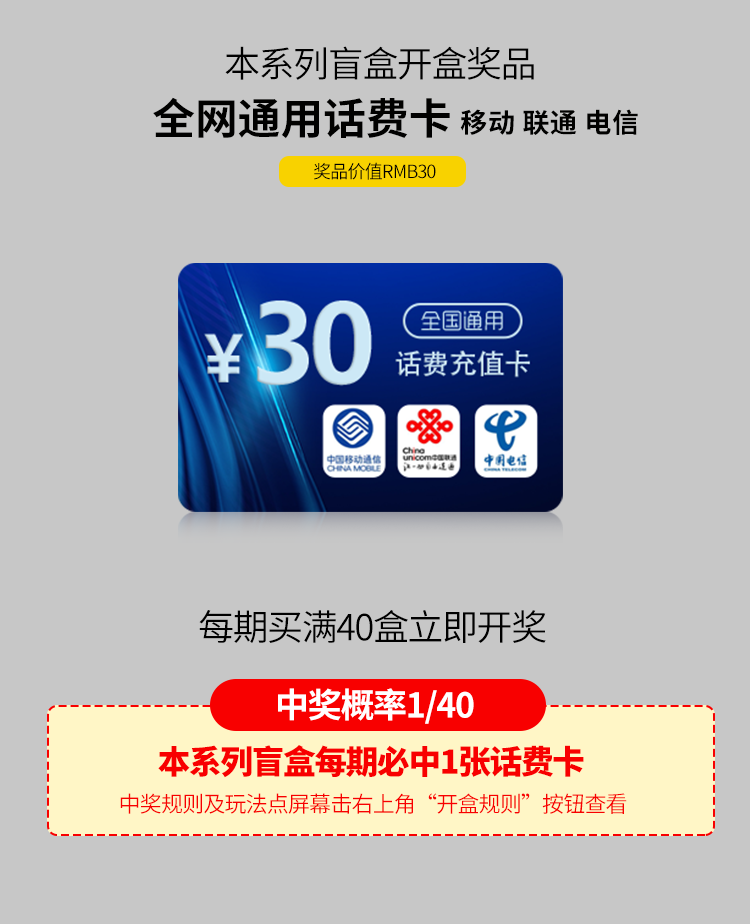 本系列盲盒开盒奖品
全网通用话费卡 移动 联通 电信
奖品价值RMB30
¥30
全国通用
话费充值卡
中国移动通信
CHINA MOBILE
China
unicom中国联通
中国电信
CHINA TELECOM
每期买满40盒立即开奖
中奖概率1/40
本系列盲盒每期必中1张话费卡
中奖规则及玩法点屏幕击右上角“开盒规则”按钮查看